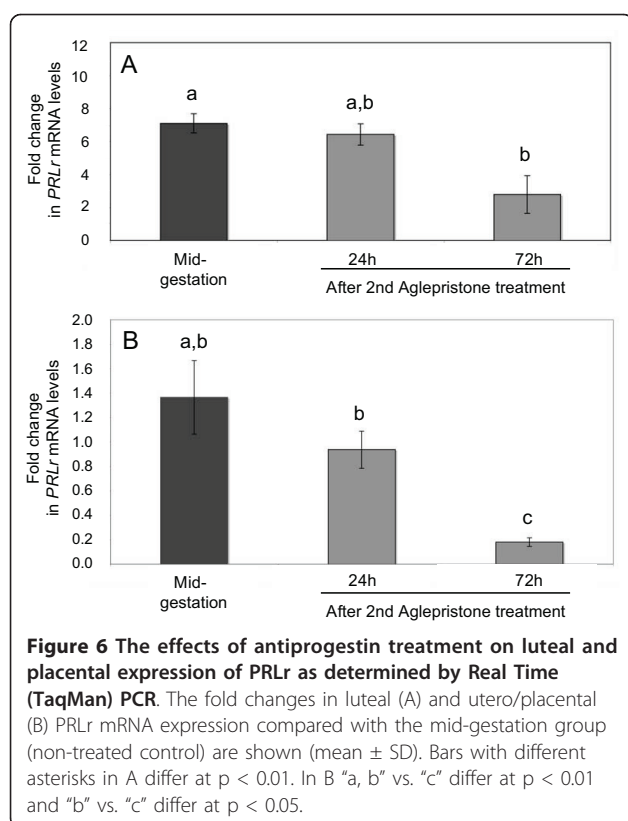 12
10
8
6
4
2
0
Fold change
in PRLr mRNA levels
A
a
a,b
b
Mid-
gestation
24h
72h
After 2nd Aglepristone treatment
2.0
1.8
1.6
1.4
1.2
1.0
0.8
0.6
0.4
0.2
0.0
Fold change
in PRLr mRNA levels
B
a,b
b
c
Mid-
gestation
24h
72h
After 2nd Aglepristone treatment
Figure 6 The effects of antiprogestin treatment on luteal and
placental expression of PRLr as determined by Real Time
(TaqMan) PCR. The fold changes in luteal (A) and utero/placental
(B) PRLr mRNA expression compared with the mid-gestation group
(non-treated control) are shown (mean ± SD). Bars with different
asterisks in A differ at p < 0.01. In B “a, b” vs. “c” differ at p < 0.01
and “b” vs. “c” differ at p < 0.05.